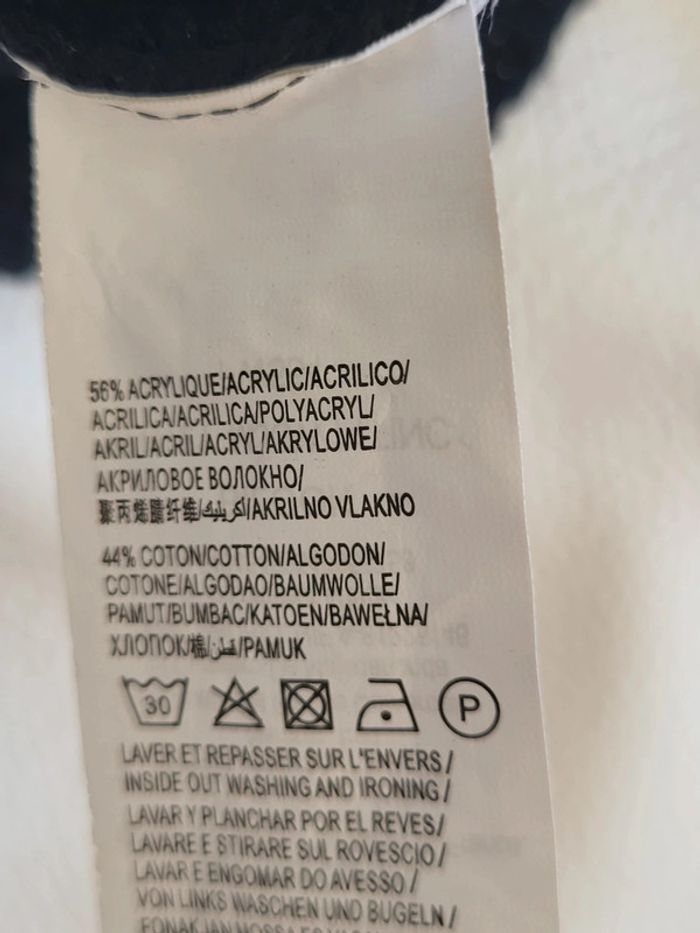 56% ACRYLIQUE/ACRYLIC/ACRILICO/
ACRILICA/ACRILICA/POLYACRYL/
AKRIL/ACRIL/ACRYL/AKRYLOWE/
АКРИЛОВОЕ ВОЛОКНО/
聚丙烯腈纤维/اكريليك/AKRILNO VLAKNO
44% COTON/COTTON/ALGODON/
COTONE/ALGODAO/BAUMWOLLE/
PAMUT/BUMBAC/KATOEN/BAWEŁNA/
ХЛОПОК/棉/قطن/PAMUK
30
P
LAVER ET REPASSER SUR L'ENVERS/
INSIDE OUT WASHING AND IRONING/
LAVAR Y PLANCHAR POR EL REVES/
LAVARE E STIRARE SUL ROVESCIO/
LAVAR E ENGOMAR DO AVESSO/
VON LINKS WASCHEN UND BUGELN/